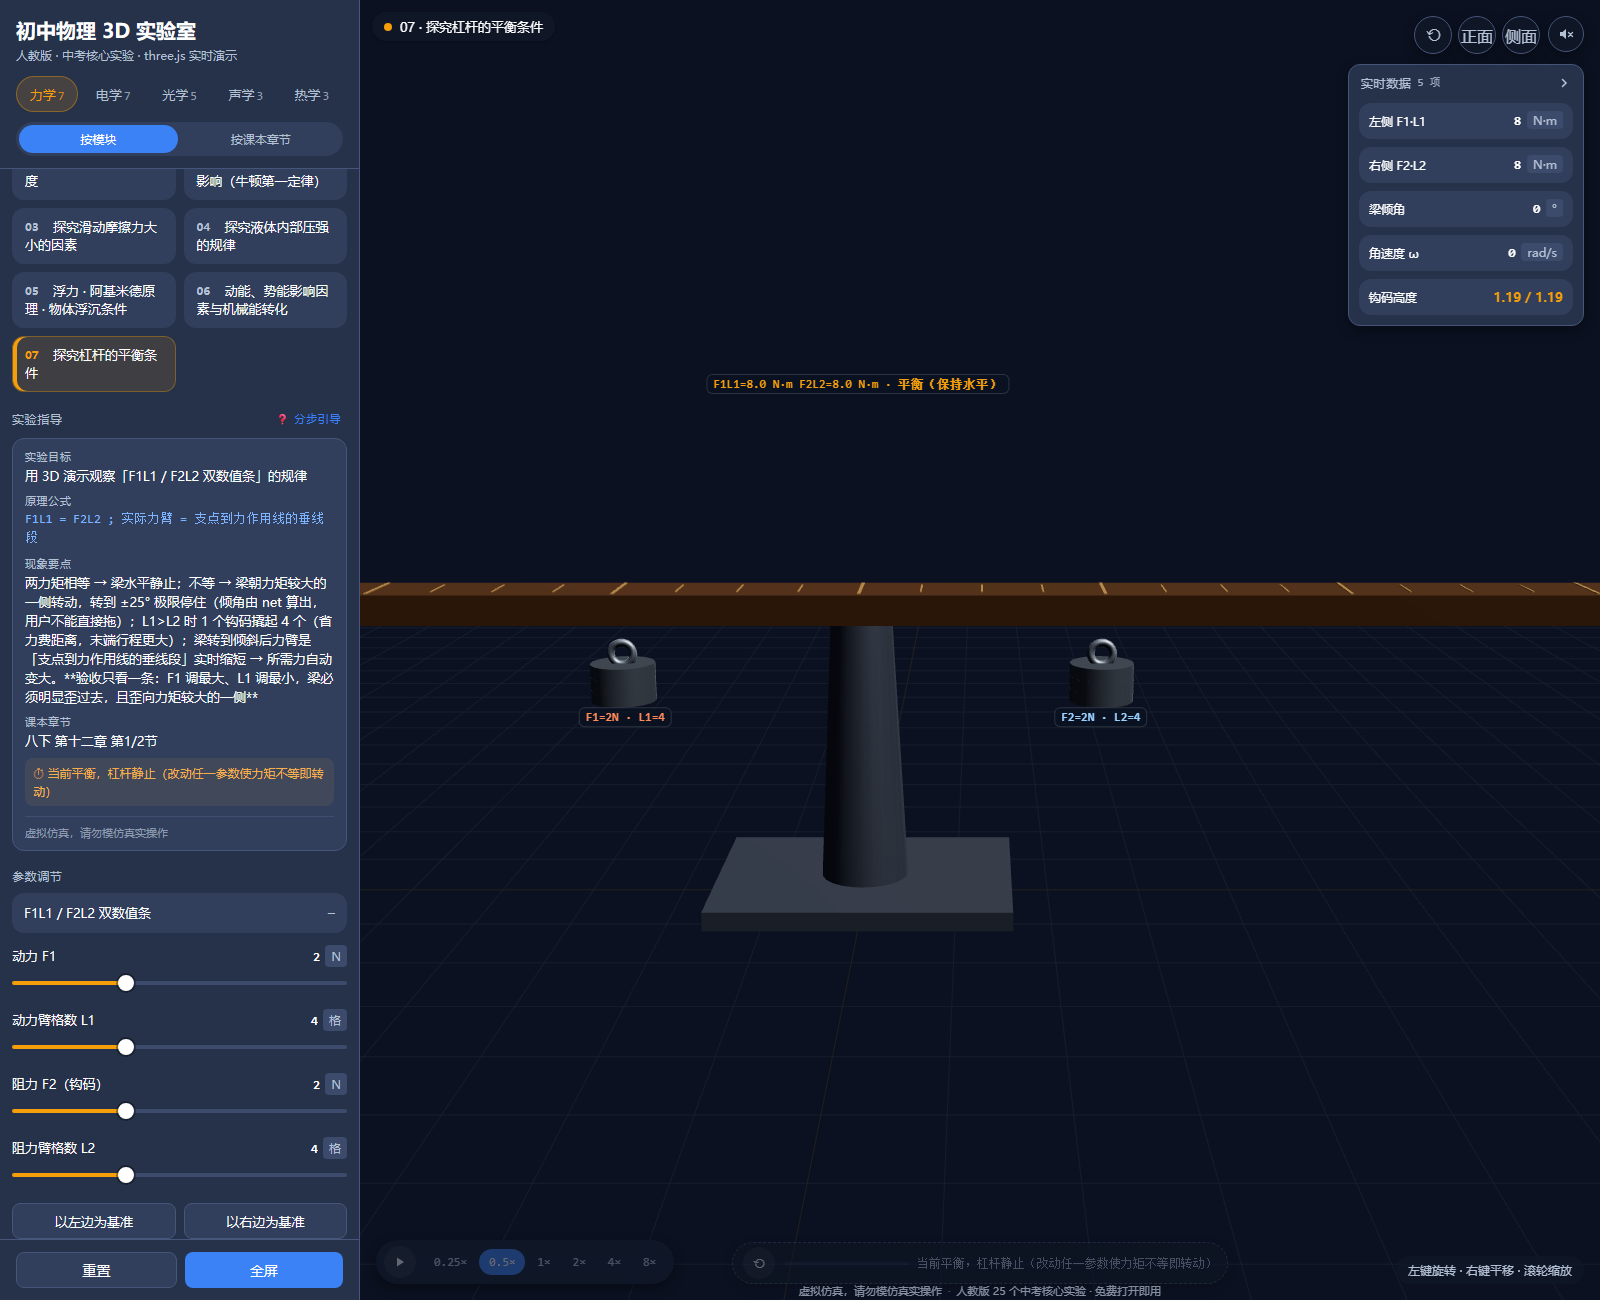 初中物理 3D 实验室
人教版 · 中考核心实验 · three.js 实时演示
力学 7
电学 7
光学 5
声学 3
热学 3
按模块
按课本章节
度
影响（牛顿第一定律）
03 探究滑动摩擦力大
小的因素
04 探究液体内部压强
的规律
05 浮力 · 阿基米德原
理 · 物体浮沉条件
06 动能、势能影响因
素与机械能转化
07 探究杠杆的平衡条
件
实验指导
❓ 分步引导
实验目标
用 3D 演示观察「F1L1 / F2L2 双数值条」的规律
原理公式
F1L1 = F2L2 ; 实际力臂 = 支点到力作用线的垂线
段
现象要点
两力矩相等 → 梁水平静止；不等 → 梁朝力矩较大的
一侧转动，转到 ±25° 极限停住（倾角由 net 算出，
用户不能直接拖）；L1>L2 时 1 个钩码撬起 4 个（省
力费距离，末端行程更大）；梁转到倾斜后力臂是
「支点到力作用线的垂线段」实时缩短 → 所需力自动
变大。**验收只看一条：F1 调最大、L1 调最小，梁必
须明显歪过去，且歪向力矩较大的一侧**
课本章节
八下 第十二章 第1/2节
⏱ 当前平衡，杠杆静止（改动任一参数使力矩不等即转
动）
虚拟仿真，请勿模仿真实操作
参数调节
F1L1 / F2L2 双数值条
−
动力 F1
2 N
动力臂格数 L1
4 格
阻力 F2（钩码）
2 N
阻力臂格数 L2
4 格
以左边为基准
以右边为基准
重置
全屏
07 · 探究杠杆的平衡条件
正面
侧面
实时数据 5 项
左侧 F1·L1
8 N·m
右侧 F2·L2
8 N·m
梁倾角
0 °
角速度 ω
0 rad/s
钩码高度
1.19 / 1.19
F1L1=8.0 N·m F2L2=8.0 N·m · 平衡（保持水平）
F1=2N · L1=4
F2=2N · L2=4
0.25×
0.5×
1×
2×
4×
8×
当前平衡，杠杆静止（改动任一参数使力矩不等即转动）
虚拟仿真，请勿模仿真实操作 · 人教版 25 个中考核心实验 · 免费打开即用
左键旋转 · 右键平移 · 滚轮缩放